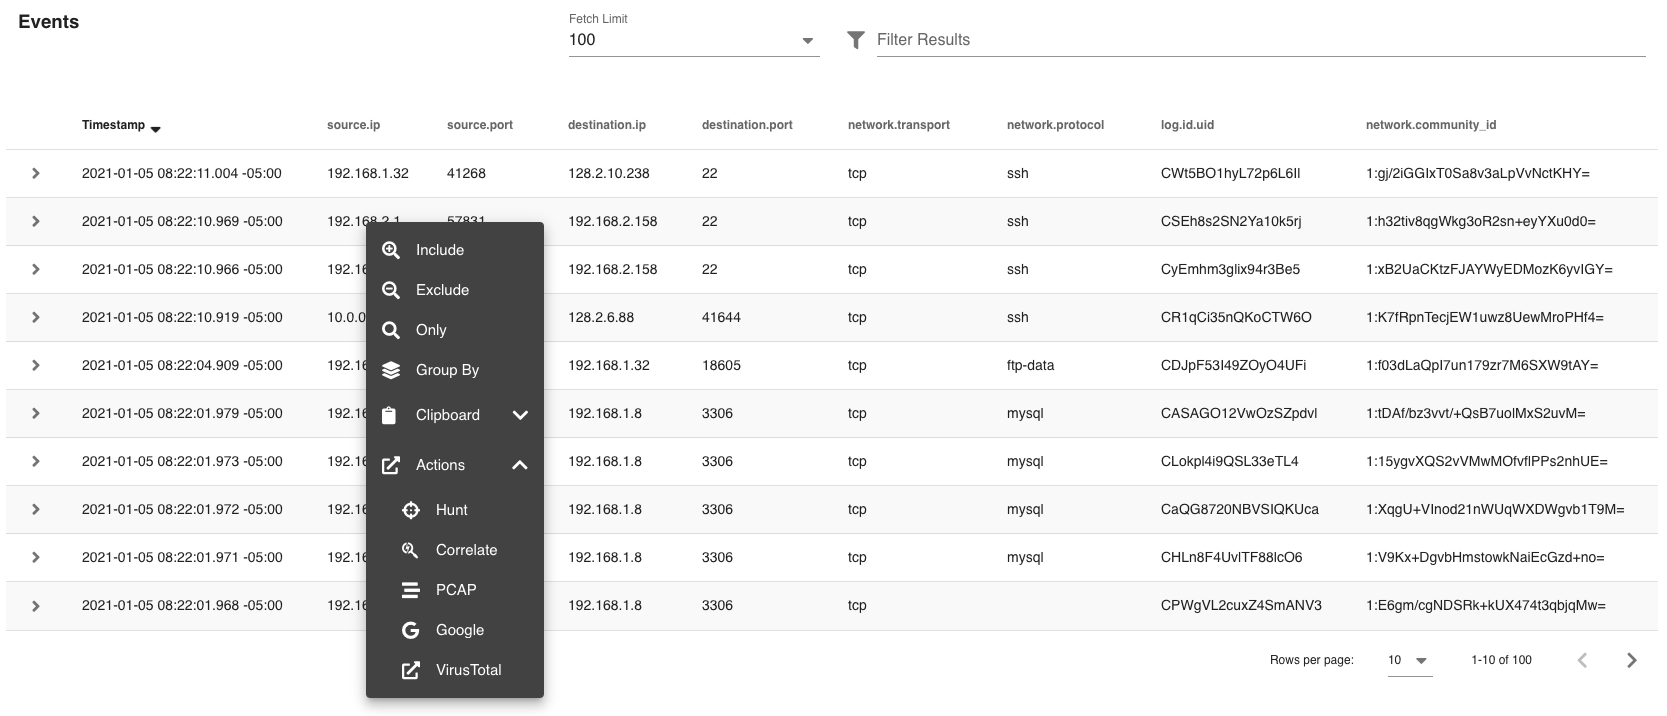 Events
Fetch Limit
100
Filter Results
Timestamp source.ip source.port destination.ip destination.port network.transport network.protocol log.id.uid network.community_id
2021-01-05 08:22:11.004 -05:00 192.168.1.32 41268 128.2.10.238 22 tcp ssh CWt5BO1hyL72p6L6Il 1:gj/2iGGIxT0Sa8v3aLpVvNctKHY=
2021-01-05 08:22:10.969 -05:00 192.168.2.1 57831 192.168.2.158 22 tcp ssh CSEh8s2SN2Ya10k5rj 1:h32tiv8qgWkg3oR2sn+eyYXu0d0=
2021-01-05 08:22:10.966 -05:00 192.16 192.168.2.158 22 tcp ssh CyEmhm3glix94r3Be5 1:xB2UaCKtzFJAYWyEDMozK6yvIGY=
2021-01-05 08:22:10.919 -05:00 10.0.0 128.2.6.88 41644 tcp ssh CR1qCi35nQKoCTW6O 1:K7fRpnTecjEW1uwz8UewMroPHf4=
2021-01-05 08:22:04.909 -05:00 192.16 192.168.1.32 18605 tcp ftp-data CDJpF53I49ZOyO4UFi 1:f03dLaQpI7un179zr7M6SXW9tAY=
2021-01-05 08:22:01.979 -05:00 192.16 192.168.1.8 3306 tcp mysql CASAGO12VwOzSZpdvl 1:tDAf/bz3vvt/+QsB7uolMxS2uvM=
2021-01-05 08:22:01.973 -05:00 192.16 192.168.1.8 3306 tcp mysql CLokpl4i9QSL33eTL4 1:15ygvXQS2vVMwMOfvflPPs2nhUE=
2021-01-05 08:22:01.972 -05:00 192.16 192.168.1.8 3306 tcp mysql CaQG8720NBVSIQKUca 1:XqgU+VInod21nWUqWXDWgvb1T9M=
2021-01-05 08:22:01.971 -05:00 192.16 192.168.1.8 3306 tcp mysql CHLn8F4UvlTF88lcO6 1:V9Kx+DgvbHmstowkNaiEcGzd+no=
2021-01-05 08:22:01.968 -05:00 192.16 192.168.1.8 3306 tcp CPWgVL2cuxZ4SmANV3 1:E6gm/cgNDSRk+kUX474t3qbjqMw=
Include
Exclude
Only
Group By
Clipboard
Actions
Hunt
Correlate
PCAP
Google
VirusTotal
Rows per page: 10 1-10 of 100